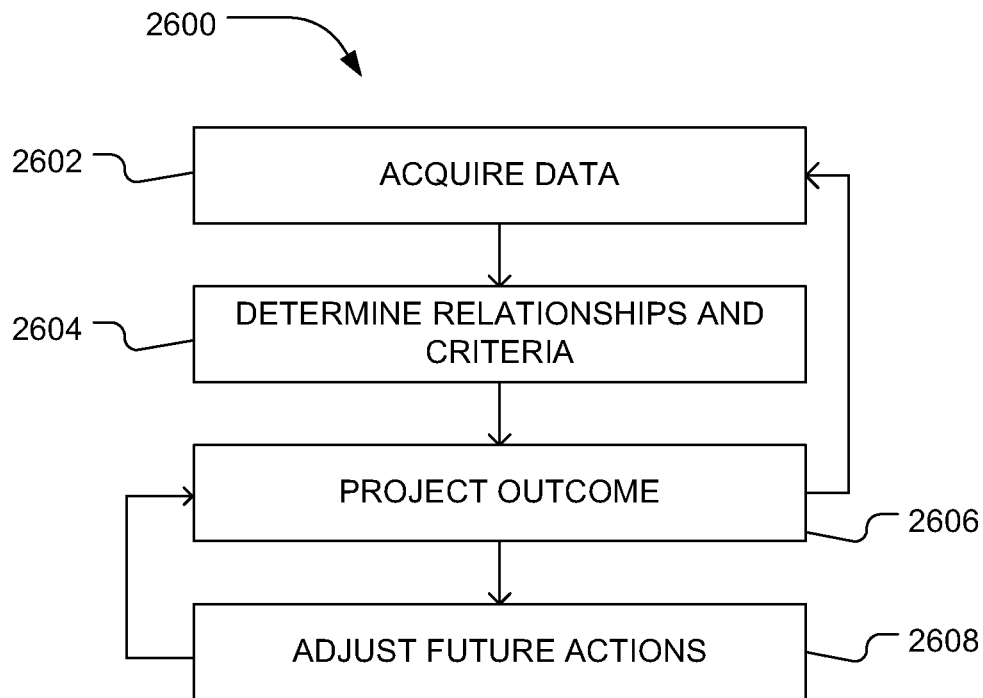 2600
2602
ACQUIRE DATA
2604
DETERMINE RELATIONSHIPS AND
CRITERIA
PROJECT OUTCOME
2606
ADJUST FUTURE ACTIONS
2608